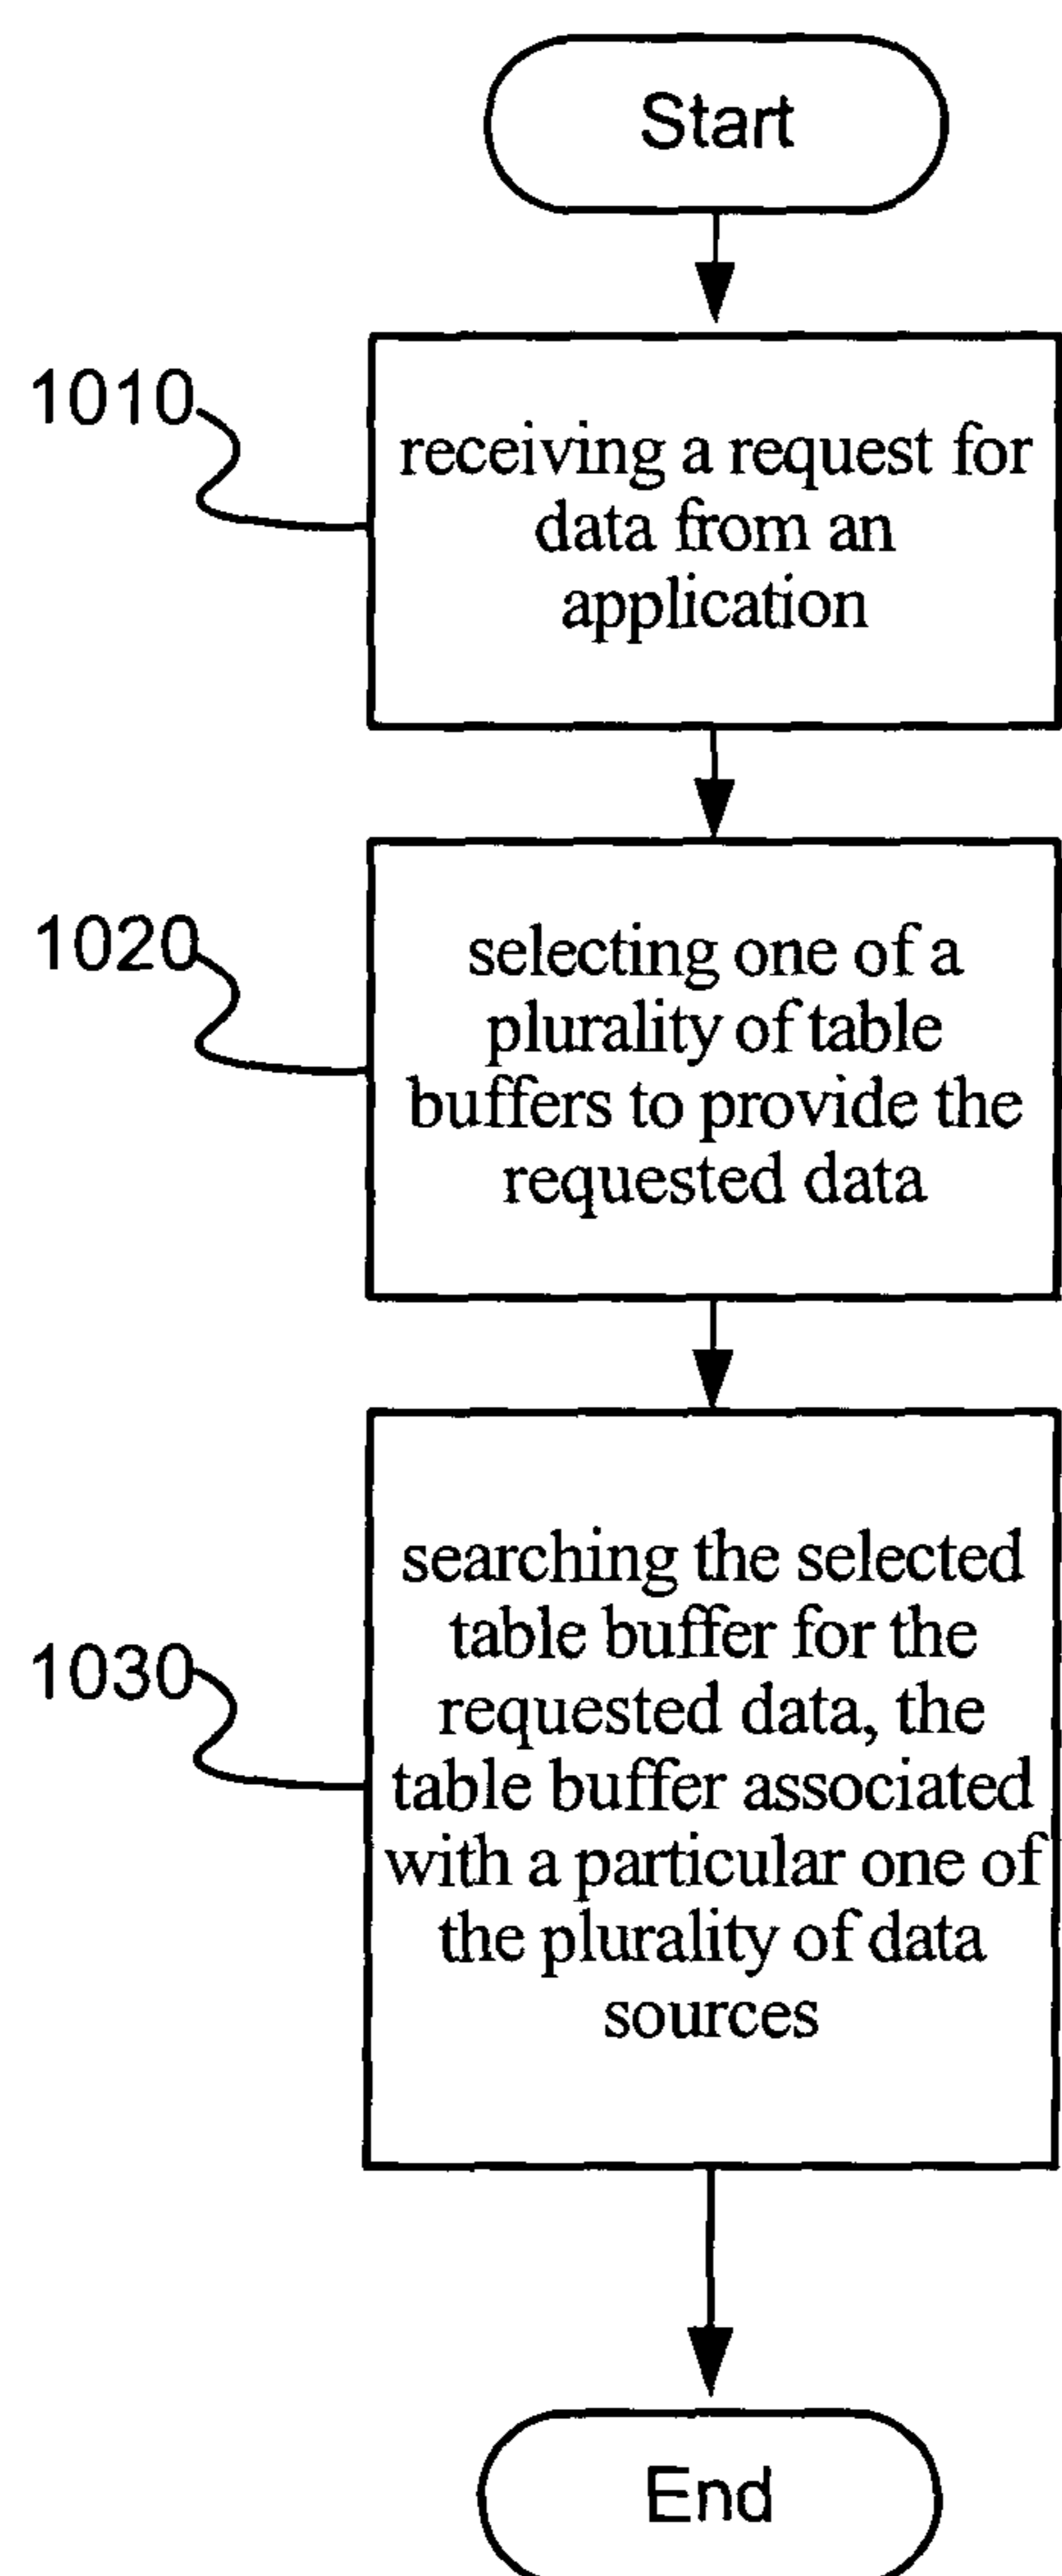 Start
1010
receiving a request for
data from an
application
1020
selecting one of a
plurality of table
buffers to provide the
requested data
1030
searching the selected
table buffer for the
requested data, the
table buffer associated
with a particular one of
the plurality of data
sources
End